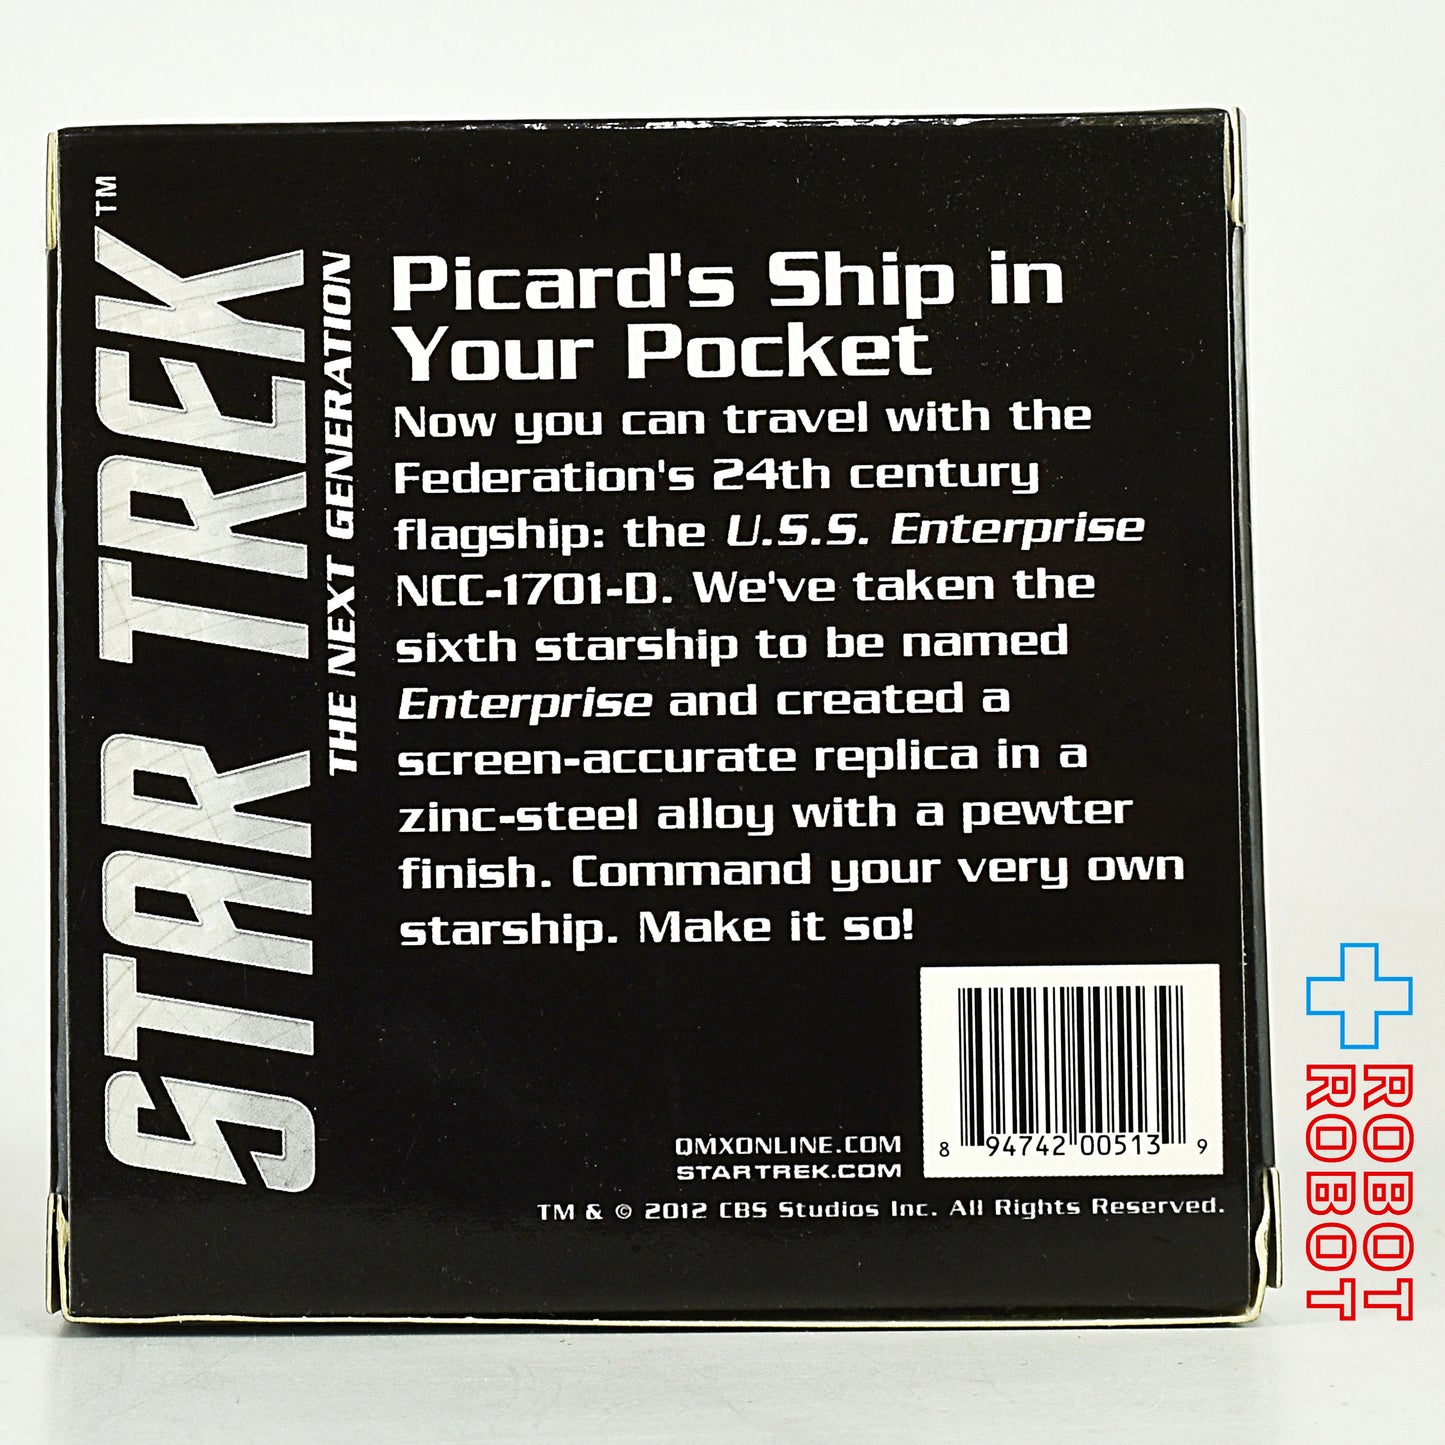 STAR TREK™
THE NEXT GENERATION
Picard's Ship in
Your Pocket
Now you can travel with the
Federation's 24th century
flagship: the U.S.S. Enterprise
NCC-1701-D. We've taken the
sixth starship to be named
Enterprise and created a
screen-accurate replica in a
zinc-steel alloy with a pewter
finish. Command your very own
starship. Make it so!
8 94742 00513 9
QMXONLINE.COM
STARTREK.COM
TM & © 2012 CBS Studios Inc. All Rights Reserved.
ROBOT
ROBOT